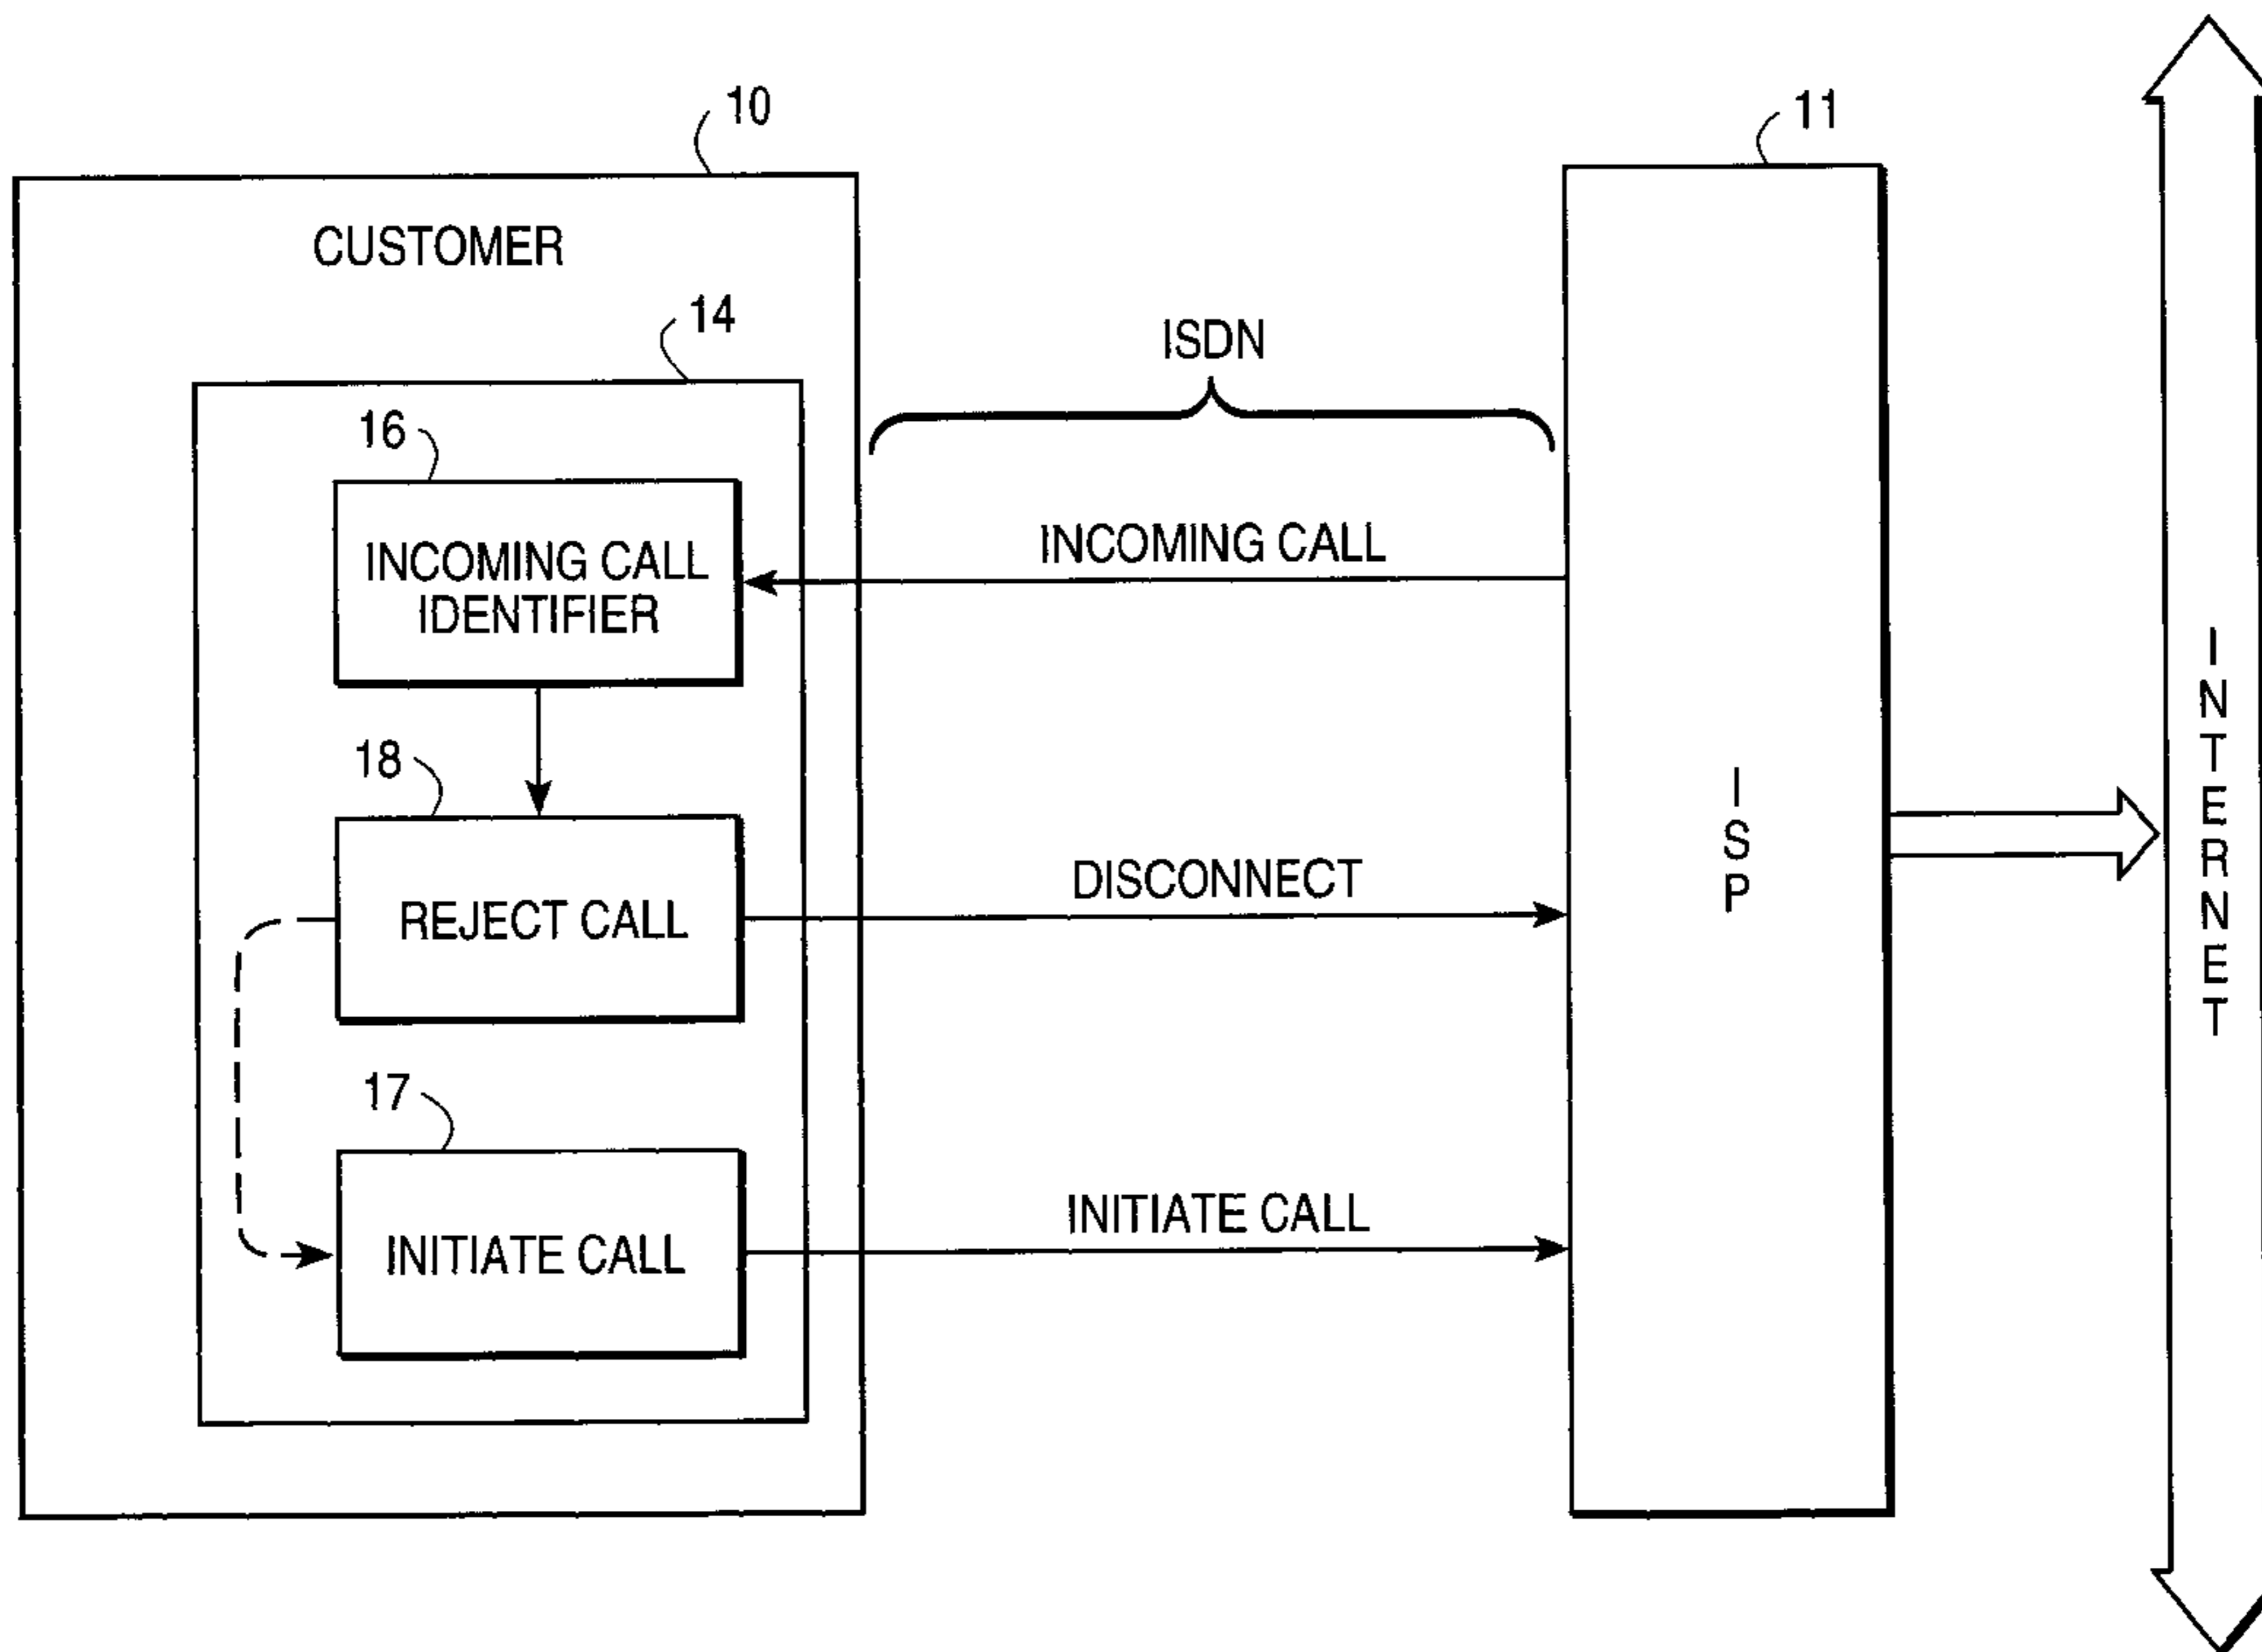 10
11
CUSTOMER
14
ISDN
16
INCOMING CALL
IDENTIFIER
INCOMING CALL
18
REJECT CALL
DISCONNECT
17
INITIATE CALL
INITIATE CALL
ISP
INTERNET